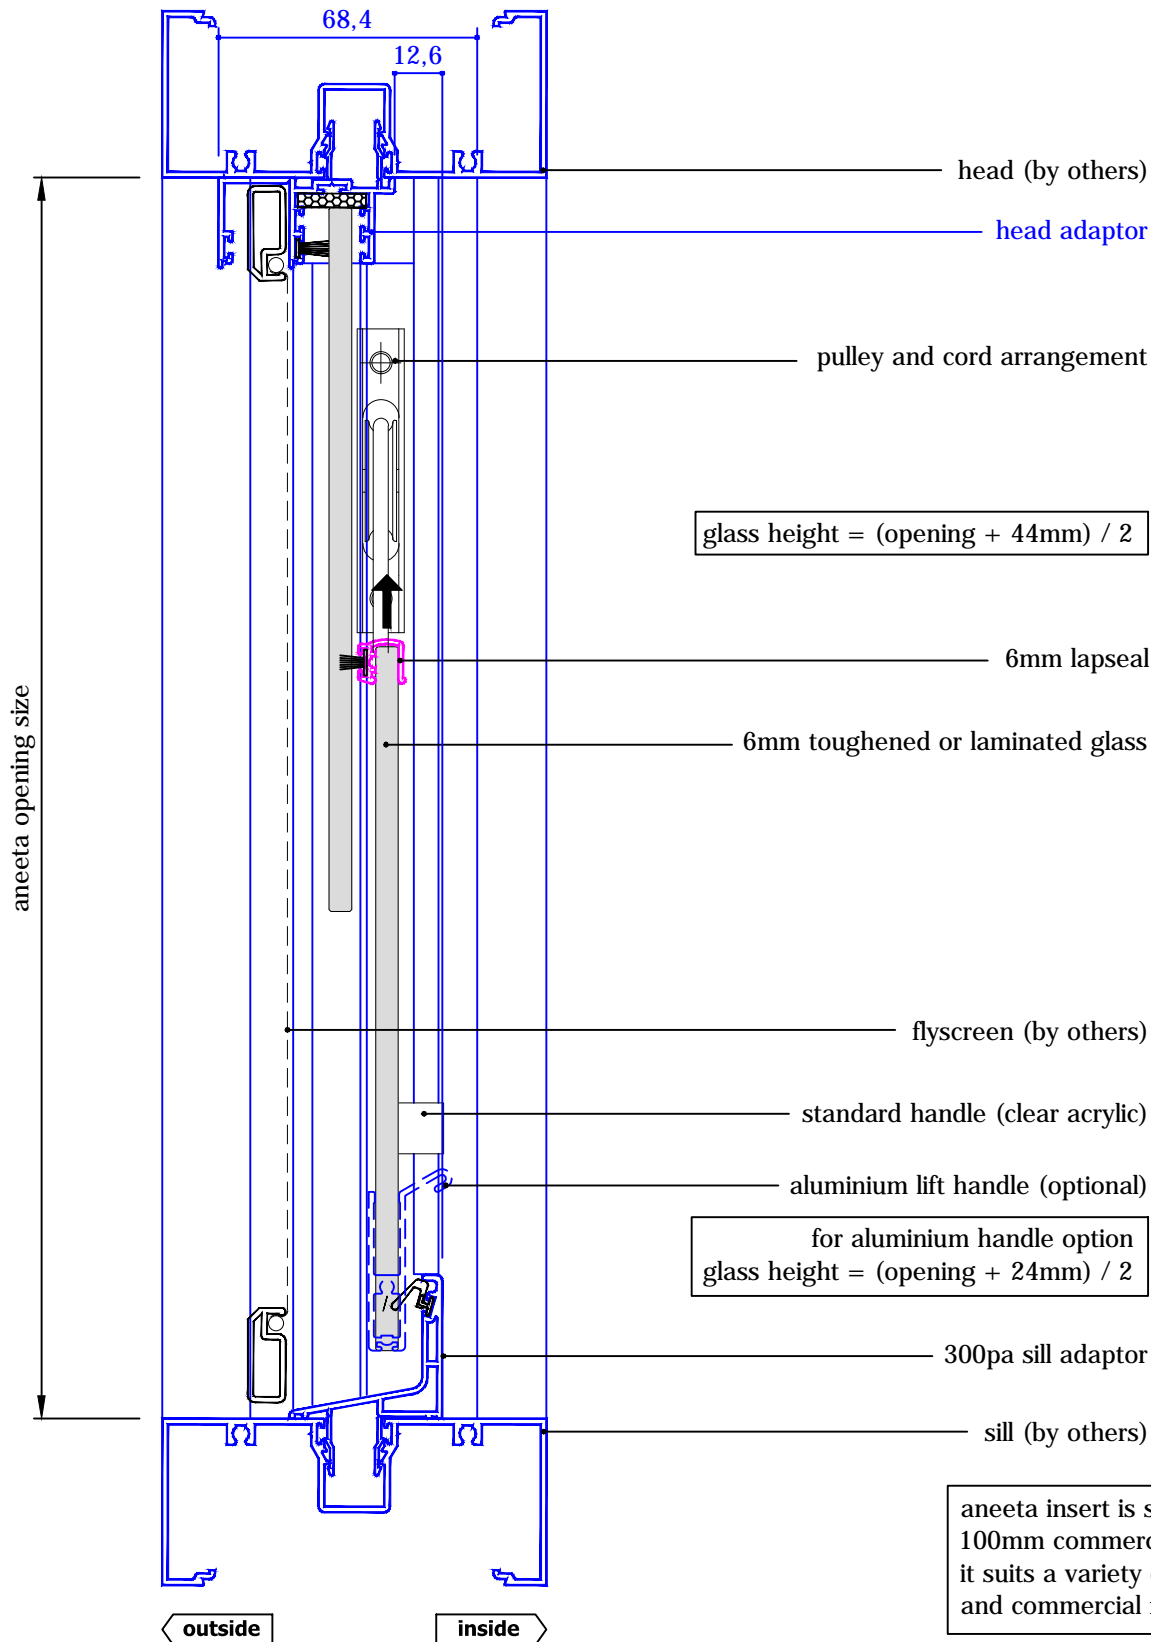 68,4
12,6
head (by others)
head adaptor
pulley and cord arrangement
glass height = (opening + 44mm) / 2
6mm lapseal
aneeta opening size
6mm toughened or laminated glass
flyscreen (by others)
standard handle (clear acrylic)
aluminium lift handle (optional)
for aluminium handle option
glass height = (opening + 24mm) / 2
300pa sill adaptor
sill (by others)
aneeta insert is
100mm
it suits a variety
and commercial
outside
inside